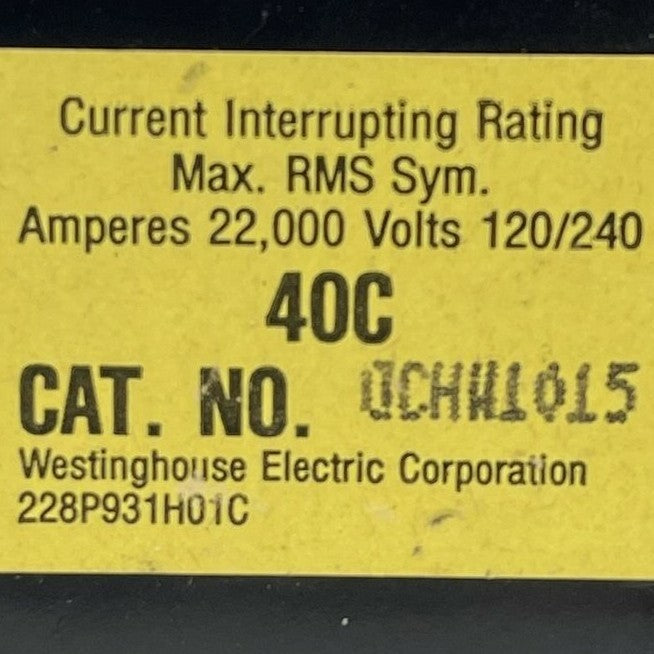 Current Interrupting Rating
Max. RMS Sym.
Amperes 22,000 Volts 120/240
40C
CAT. NO.
Westinghouse Electric Corporation
228P931H01C